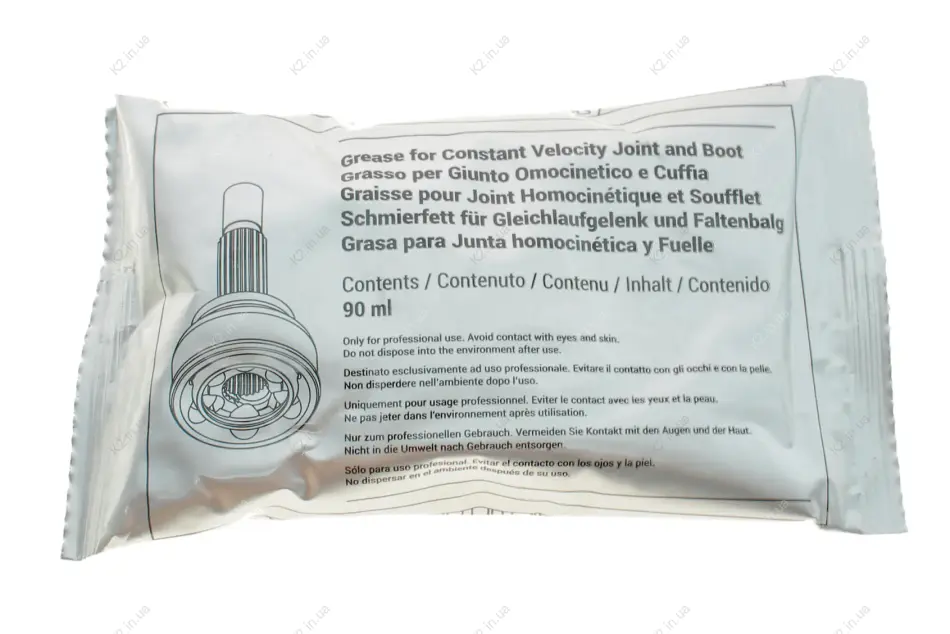 Grease for Constant Velocity Joint and Boot
Grasso per Giunto Omocinetico e Cuffia
Graisse pour Joint Homocinétique et Soufflet
Schmierfett für Gleichlaufgelenk und Faltenbalg
Grasa para Junta homocinética y Fuelle
Contents / Contenuto / Contenu / Inhalt / Contenido
90 ml
Only for professional use. Avoid contact with eyes and skin.
Do not dispose into the environment after use.
Destinato esclusivamente ad uso professionale. Evitare il contatto con gli occhi e con la pelle.
Non disperdere nell'ambiente dopo l'uso.
Uniquement pour usage professionnel. Eviter le contact avec les yeux et la peau.
Ne pas jeter dans l'environnement après utilisation.
Nur zum professionellen Gebrauch. Vermeiden Sie Kontakt mit den Augen und der Haut.
Nicht in die Umwelt nach Gebrauch entsorgen.
Sólo para uso profesional. Evitar el contacto con los ojos y la piel.
No dispersar en el ambiente después de su uso.
K2.in.ua